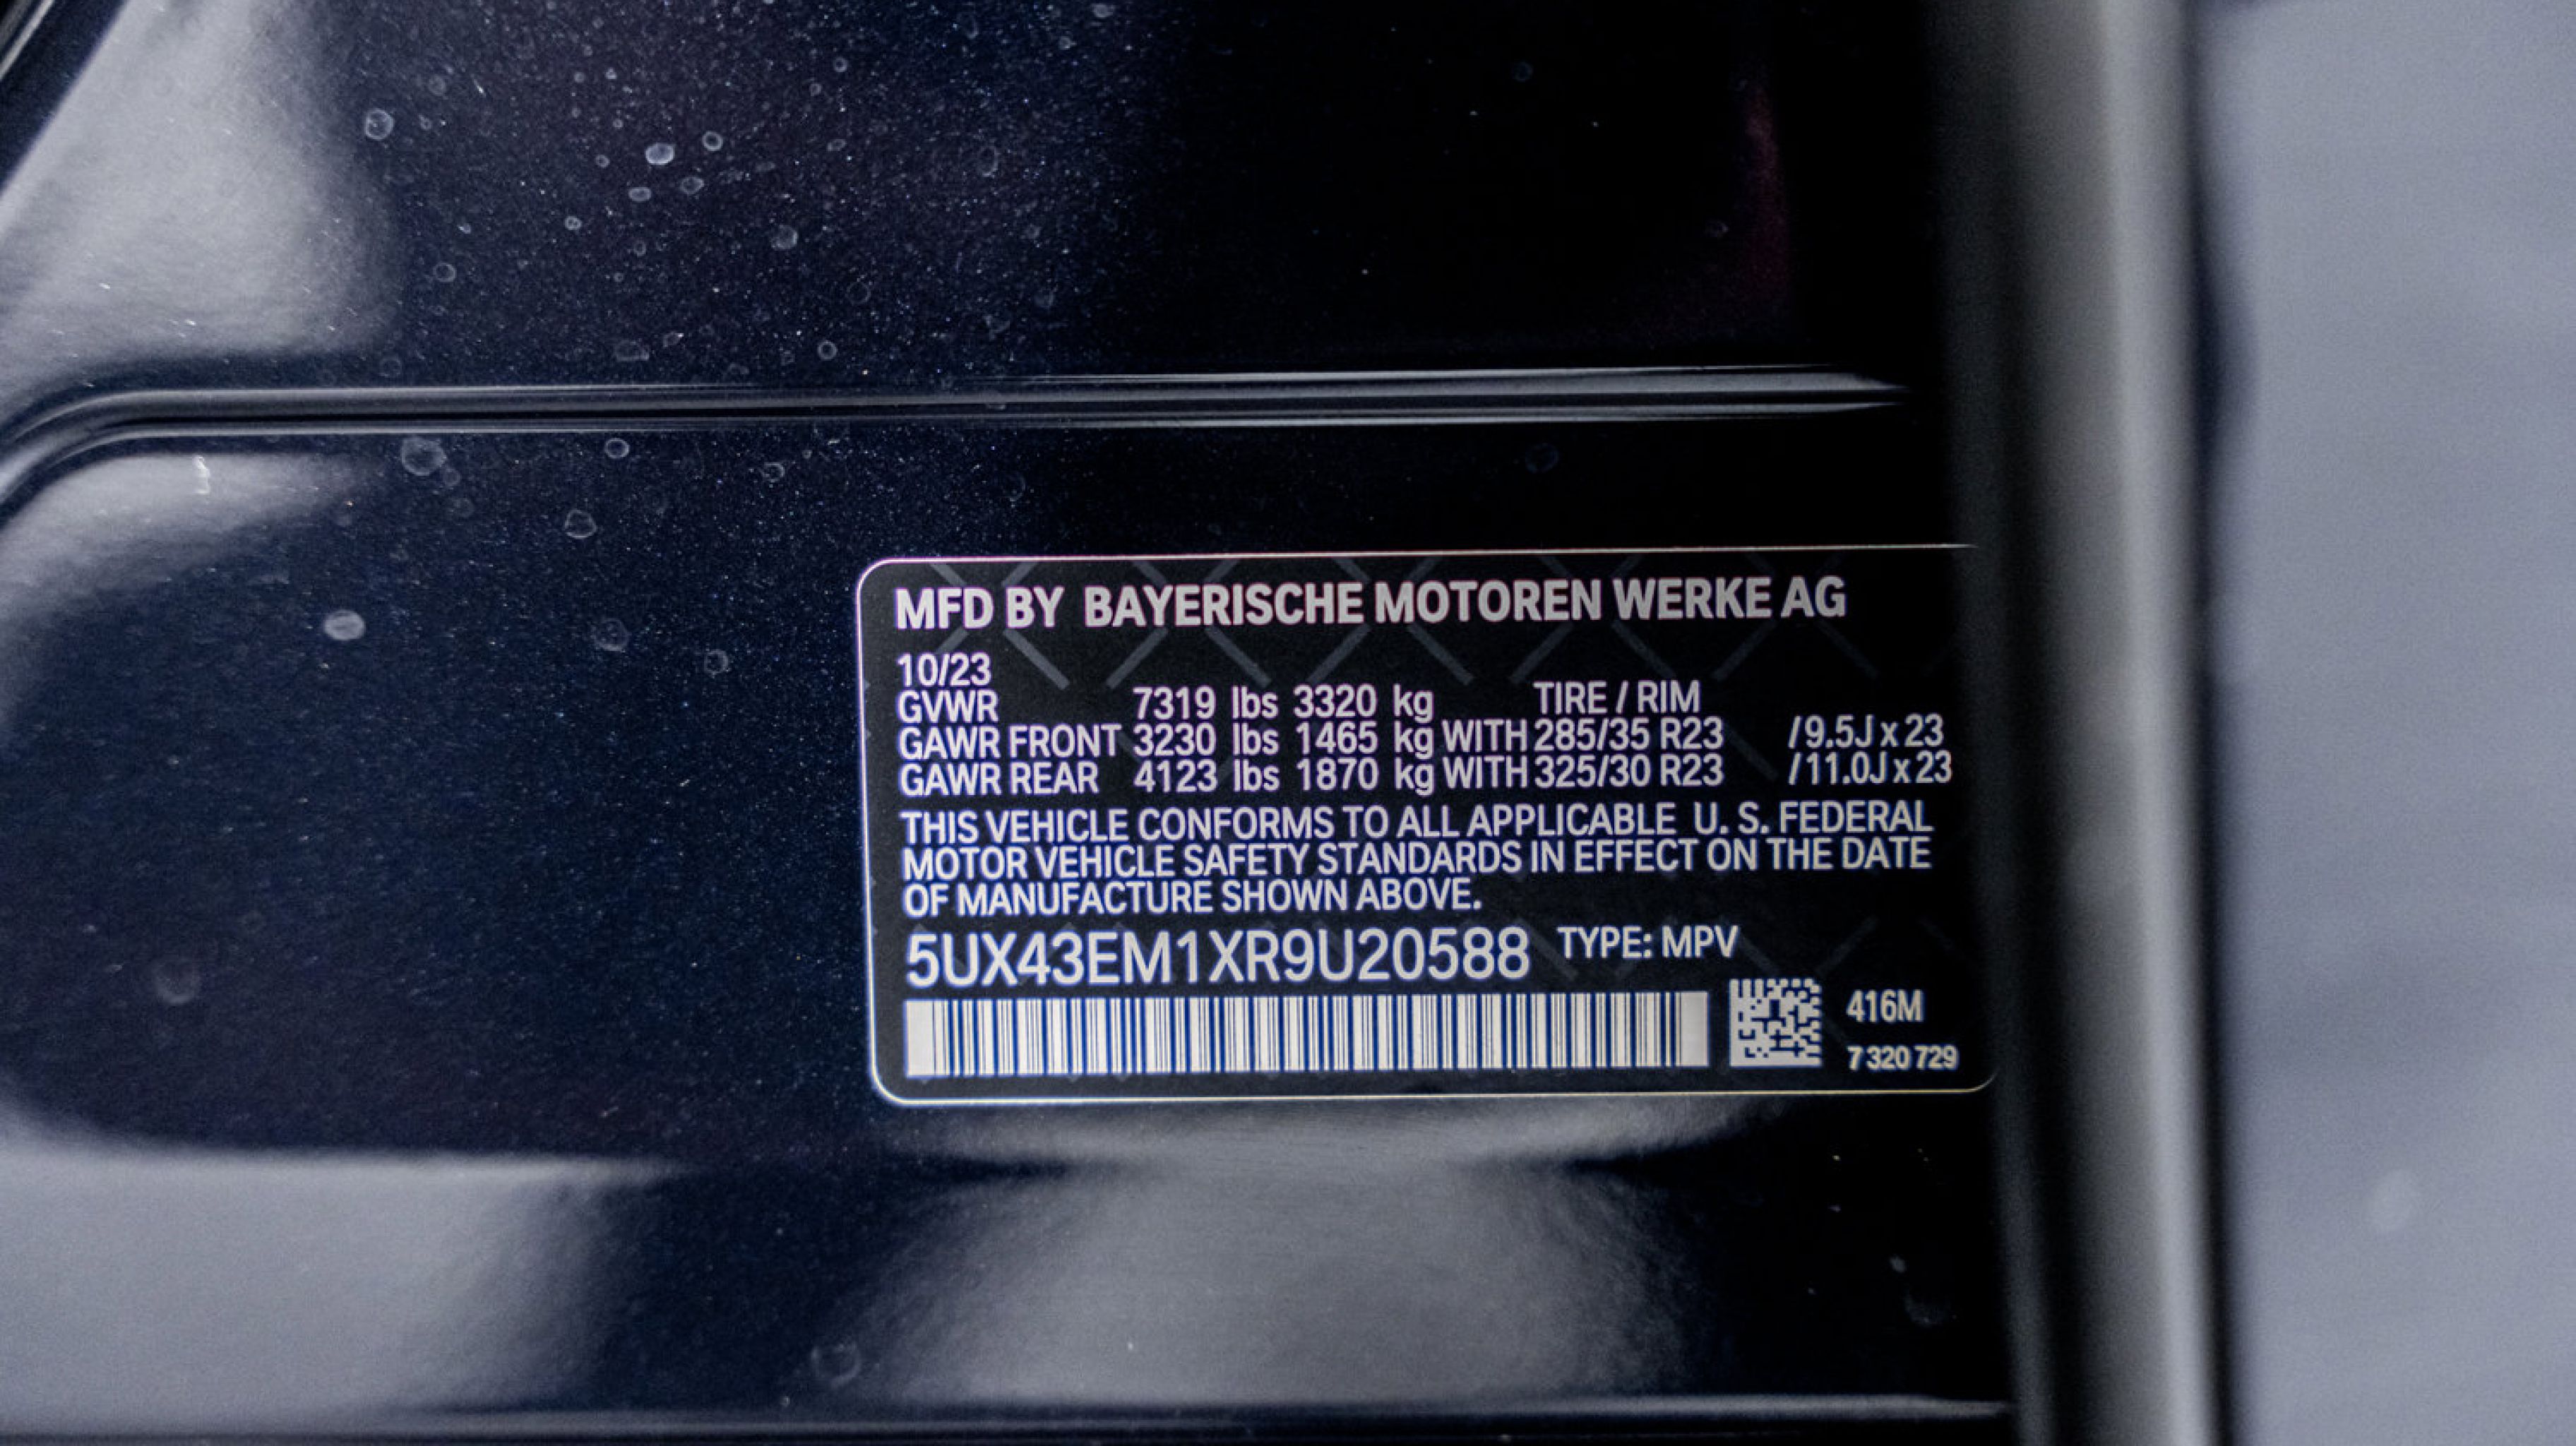 MFD BY BAYERISCHE MOTOREN WERKE AG
10/23
GVWR 7319 lbs 3320 kg TIRE / RIM
GAWR FRONT 3230 lbs 1465 kg WITH 285/35 R23 /9.5J x 23
GAWR REAR 4123 lbs 1870 kg WITH 325/30 R23 /11.0J x 23
THIS VEHICLE CONFORMS TO ALL APPLICABLE U. S. FEDERAL
MOTOR VEHICLE SAFETY STANDARDS IN EFFECT ON THE DATE
OF MANUFACTURE SHOWN ABOVE.
5UX43EM1XR9U20588 TYPE: MPV
416M
7 320 729